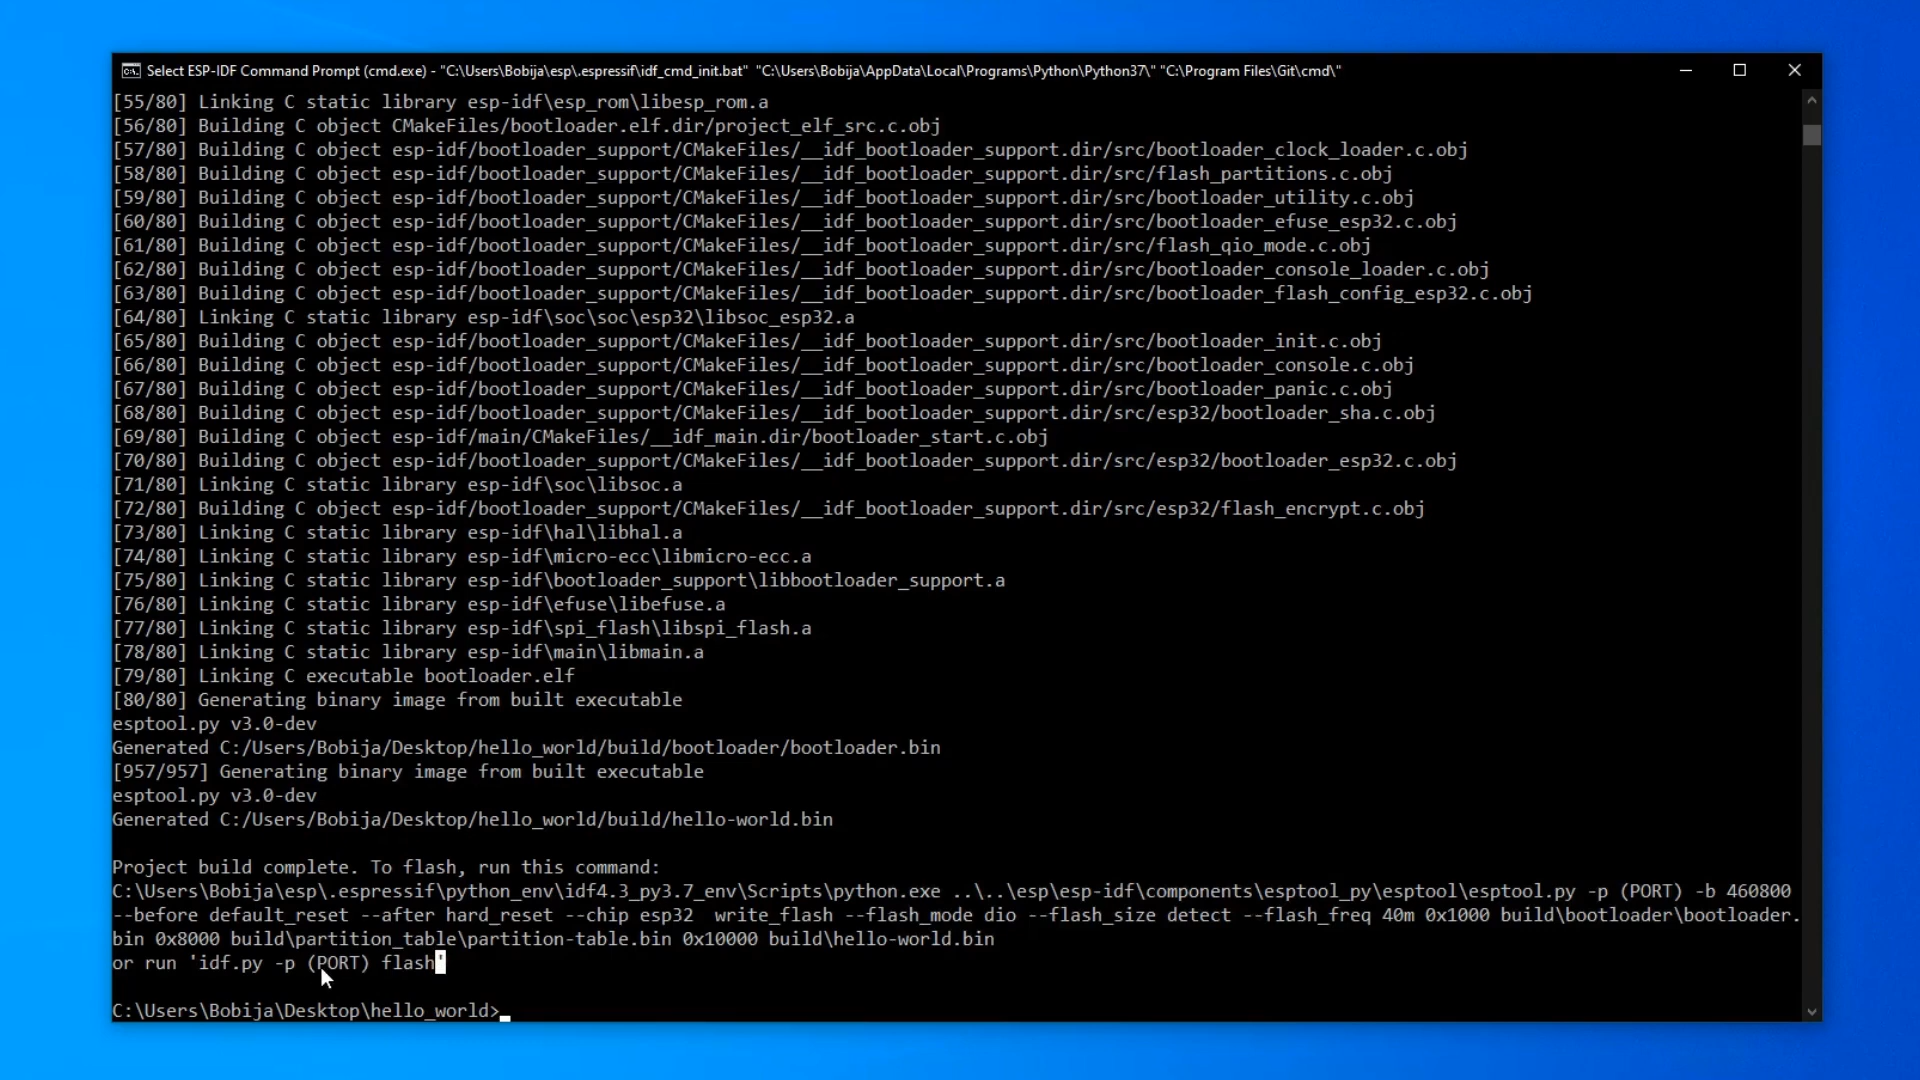 Select ESP-IDF Command Prompt (cmd.exe) - "C:\Users\Bobija\esp\.espressif\idf_cmd_init.bat"  "C:\Users\Bobija\AppData\Local\Programs\Python\Python37\" "C:\Program Files\Git\cmd\"
[55/80] Linking C static library esp-idf\esp_rom\libesp_rom.a
[56/80] Building C object CMakeFiles/bootloader.elf.dir/project_elf_src.c.obj
[57/80] Building C object esp-idf/bootloader_support/CMakeFiles/__idf_bootloader_support.dir/src/bootloader_clock_loader.c.obj
[58/80] Building C object esp-idf/bootloader_support/CMakeFiles/__idf_bootloader_support.dir/src/flash_partitions.c.obj
[59/80] Building C object esp-idf/bootloader_support/CMakeFiles/__idf_bootloader_support.dir/src/bootloader_utility.c.obj
[60/80] Building C object esp-idf/bootloader_support/CMakeFiles/__idf_bootloader_support.dir/src/bootloader_efuse_esp32.c.obj
[61/80] Building C object esp-idf/bootloader_support/CMakeFiles/__idf_bootloader_support.dir/src/flash_qio_mode.c.obj
[62/80] Building C object esp-idf/bootloader_support/CMakeFiles/__idf_bootloader_support.dir/src/bootloader_console_loader.c.obj
[63/80] Building C object esp-idf/bootloader_support/CMakeFiles/__idf_bootloader_support.dir/src/bootloader_flash_config_esp32.c.obj
[64/80] Linking C static library esp-idf\soc\soc\esp32\libsoc_esp32.a
[65/80] Building C object esp-idf/bootloader_support/CMakeFiles/__idf_bootloader_support.dir/src/bootloader_init.c.obj
[66/80] Building C object esp-idf/bootloader_support/CMakeFiles/__idf_bootloader_support.dir/src/bootloader_console.c.obj
[67/80] Building C object esp-idf/bootloader_support/CMakeFiles/__idf_bootloader_support.dir/src/bootloader_panic.c.obj
[68/80] Building C object esp-idf/bootloader_support/CMakeFiles/__idf_bootloader_support.dir/src/esp32/bootloader_sha.c.obj
[69/80] Building C object esp-idf/main/CMakeFiles/__idf_main.dir/bootloader_start.c.obj
[70/80] Building C object esp-idf/bootloader_support/CMakeFiles/__idf_bootloader_support.dir/src/esp32/bootloader_esp32.c.obj
[71/80] Linking C static library esp-idf\soc\libsoc.a
[72/80] Building C object esp-idf/bootloader_support/CMakeFiles/__idf_bootloader_support.dir/src/esp32/flash_encrypt.c.obj
[73/80] Linking C static library esp-idf\hal\libhal.a
[74/80] Linking C static library esp-idf\micro-ecc\libmicro-ecc.a
[75/80] Linking C static library esp-idf\bootloader_support\libbootloader_support.a
[76/80] Linking C static library esp-idf\efuse\libefuse.a
[77/80] Linking C static library esp-idf\spi_flash\libspi_flash.a
[78/80] Linking C static library esp-idf\main\libmain.a
[79/80] Linking C executable bootloader.elf
[80/80] Generating binary image from built executable
esptool.py v3.0-dev
Generated C:/Users/Bobija/Desktop/hello_world/build/bootloader/bootloader.bin
[957/957] Generating binary image from built executable
esptool.py v3.0-dev
Generated C:/Users/Bobija/Desktop/hello_world/build/hello-world.bin
Project build complete. To flash, run this command:
C:\Users\Bobija\esp\.espressif\python_env\idf4.3_py3.7_env\Scripts\python.exe ..\..\esp\esp-idf\components\esptool_py\esptool\esptool.py -p (PORT) -b 460800
--before default_reset --after hard_reset --chip esp32  write_flash --flash_mode dio --flash_size detect --flash_freq 40m 0x1000 build\bootloader\bootloader.
bin 0x8000 build\partition_table\partition-table.bin 0x10000 build\hello-world.bin
or run 'idf.py -p (PORT) flash'
C:\Users\Bobija\Desktop\hello_world>